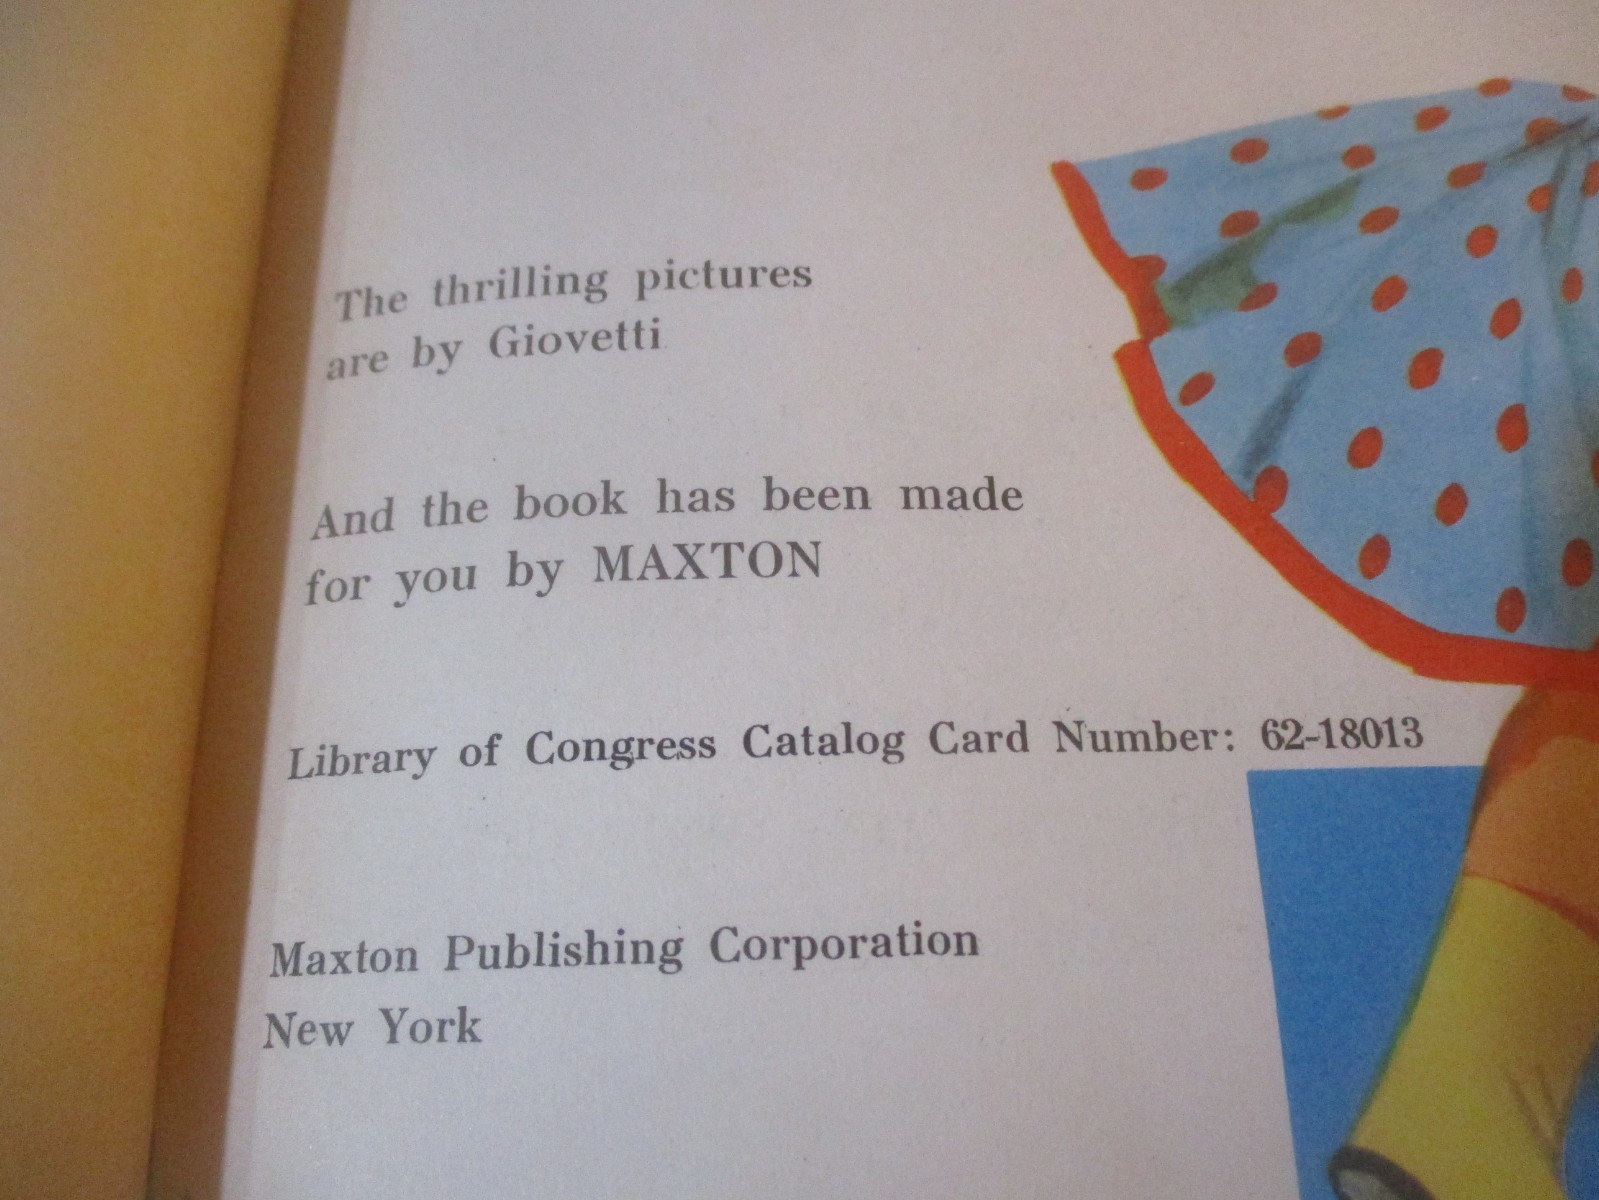 The thrilling pictures
are by Giovetti
And the book has been made
for you by MAXTON
Library of Congress Catalog Card Number: 62-18013
Maxton Publishing Corporation
New York